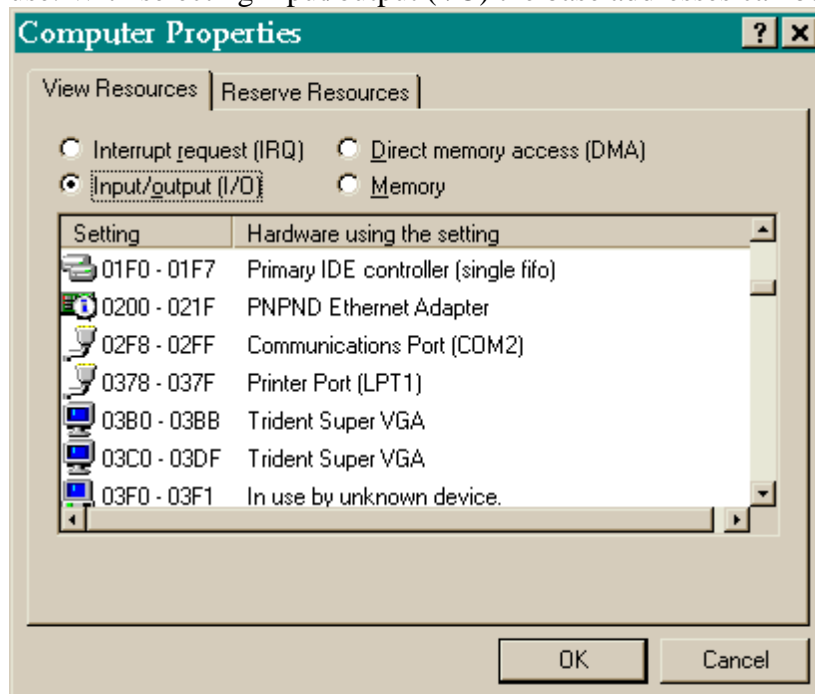 Computer Properties
View Resources Reserve Resources
Interrupt request (IRQ) Direct memory access (DMA)
Input/output (I/O) Memory
Setting Hardware using the setting
01F0 - 01F7 Primary IDE controller (single fifo)
0200 - 021F PNPND Ethernet Adapter
02F8 - 02FF Communications Port (COM2)
0378 - 037F Printer Port (LPT1)
03B0 - 03BB Trident Super VGA
03C0 - 03DF Trident Super VGA
03F0 - 03F1 In use by unknown device.
OK Cancel